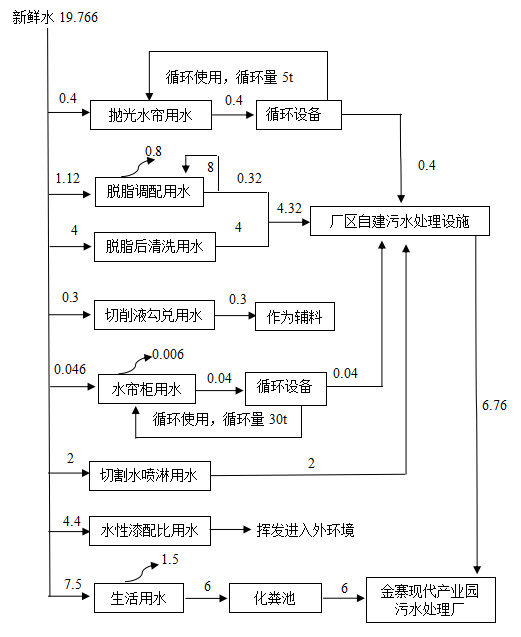 新鲜水 19.766
循环使用，循环量 5t
0.4
抛光水帘用水
0.4
循环设备
0.4
0.8
8
1.12
脱脂调配用水
0.32
4.32
厂区自建污水处理设施
4
脱脂后清洗用水
4
0.3
切削液勾兑用水
0.3
作为辅料
0.006
0.046
水帘柜用水
0.04
循环设备
0.04
循环使用，循环量 30t
6.76
2
切割水喷淋用水
2
4.4
水性漆配比用水
挥发进入外环境
1.5
7.5
生活用水
6
化粪池
6
金寨现代产业园
污水处理厂